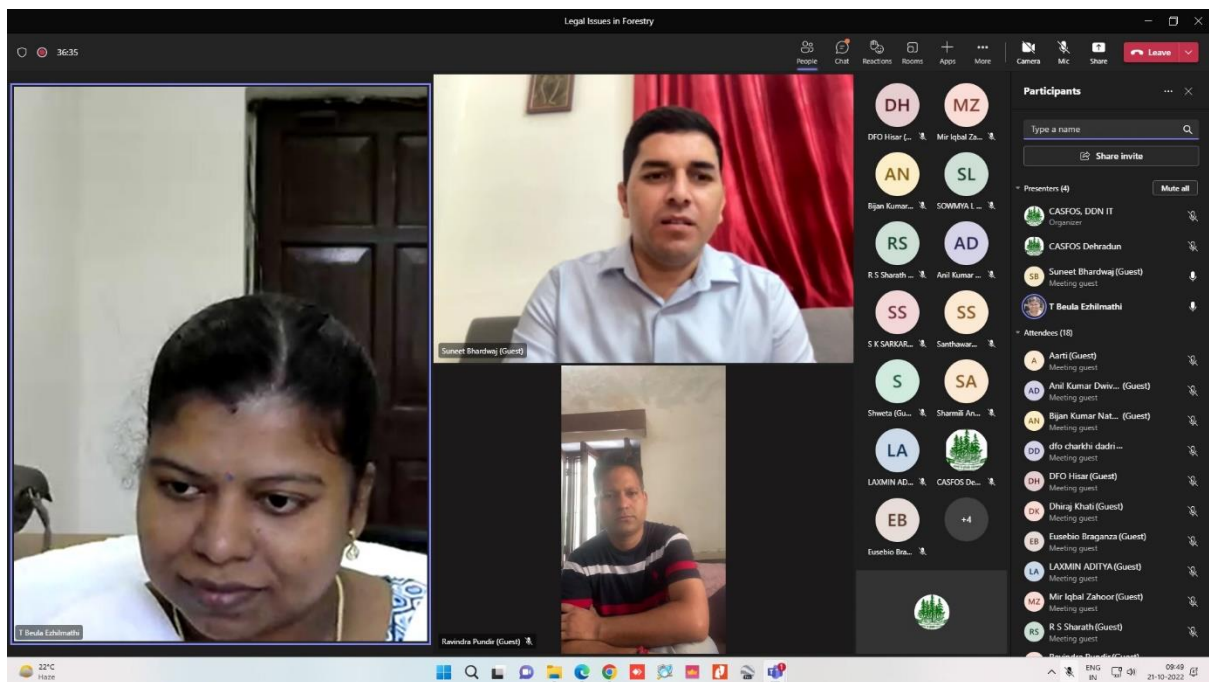 Legal Issues in Forestry
36:35
People
Chat
Reactions
Rooms
Apps
More
Camera
Mic
Share
Leave
Suneet Bhardwaj (Guest)
T Beula Ezhilmathi
Ravindra Pundir (Guest)
DH
DFO Hisar (...
MZ
Mir Iqbal Za...
AN
Bijan Kumar...
SL
SOWMYA L ...
RS
R S Sharath ...
AD
Anil Kumar ...
SS
S K SARKAR...
SS
Santhawar...
S
Shweta (Gu...
SA
Sharmili An...
LA
LAXMIN AD...
CASFOS De...
EB
Eusebio Bra...
+4
Participants
Type a name
Share invite
Presenters (4)
Mute all
CASFOS, DDN IT
Organizer
CASFOS Dehradun
SB
Suneet Bhardwaj (Guest)
Meeting guest
T Beula Ezhilmathi
Attendees (18)
A
Aarti (Guest)
Meeting guest
AD
Anil Kumar Dwiv... (Guest)
Meeting guest
AN
Bijan Kumar Nat... (Guest)
Meeting guest
DD
dfo charkhi dadri ...
Meeting guest
DH
DFO Hisar (Guest)
Meeting guest
DK
Dhiraj Khati (Guest)
Meeting guest
EB
Eusebio Braganza (Guest)
Meeting guest
LA
LAXMIN ADITYA (Guest)
Meeting guest
MZ
Mir Iqbal Zahoor (Guest)
Meeting guest
RS
R S Sharath (Guest)
Meeting guest
Ravindra Pundir (Guest)
22°C
Haze
ENG
IN
09:49
21-10-2022